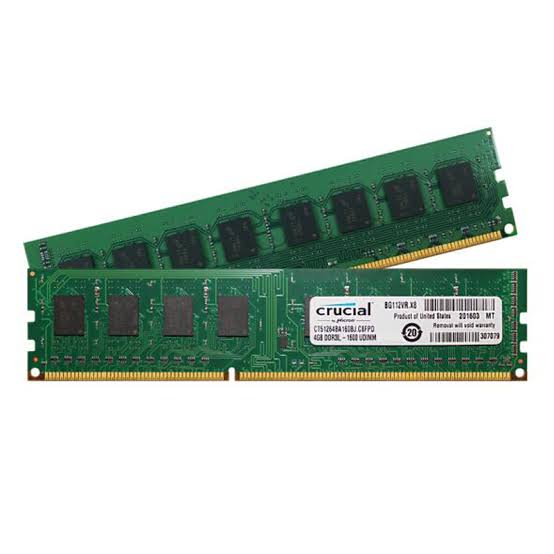 crucial
by Micron
BG112VR.X8
Product of United States 201603 MT
Removal will void warranty
CT51264BA160BJ.C8FPD
4GB DDR3L - 1600 UDIMM
20
307079